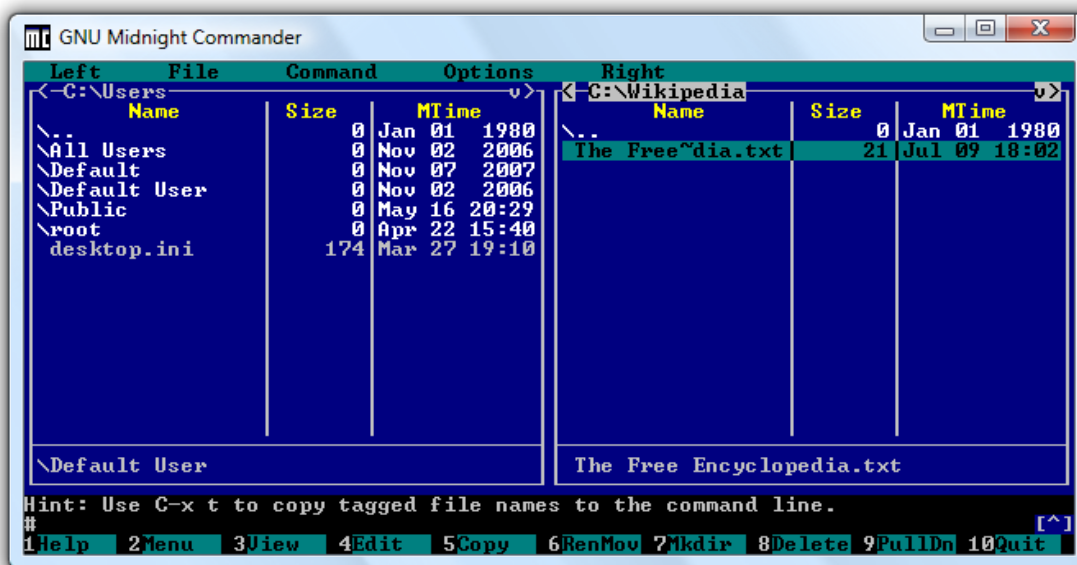 GNU Midnight Commander
Left File Command Options Right
<-C:\Users v>
Name Size MTime
\.. 0 Jan 01 1980
\All Users 0 Nov 02 2006
\Default 0 Nov 07 2007
\Default User 0 Nov 02 2006
\Public 0 May 16 20:29
\root 0 Apr 22 15:40
desktop.ini 174 Mar 27 19:10
\Default User
<-C:\Wikipedia v>
Name Size MTime
\.. 0 Jan 01 1980
The Free~dia.txt 21 Jul 09 18:02
The Free Encyclopedia.txt
Hint: Use C-x t to copy tagged file names to the command line.
# [^]
1Help 2Menu 3View 4Edit 5Copy 6RenMov 7Mkdir 8Delete 9PullDn 10Quit